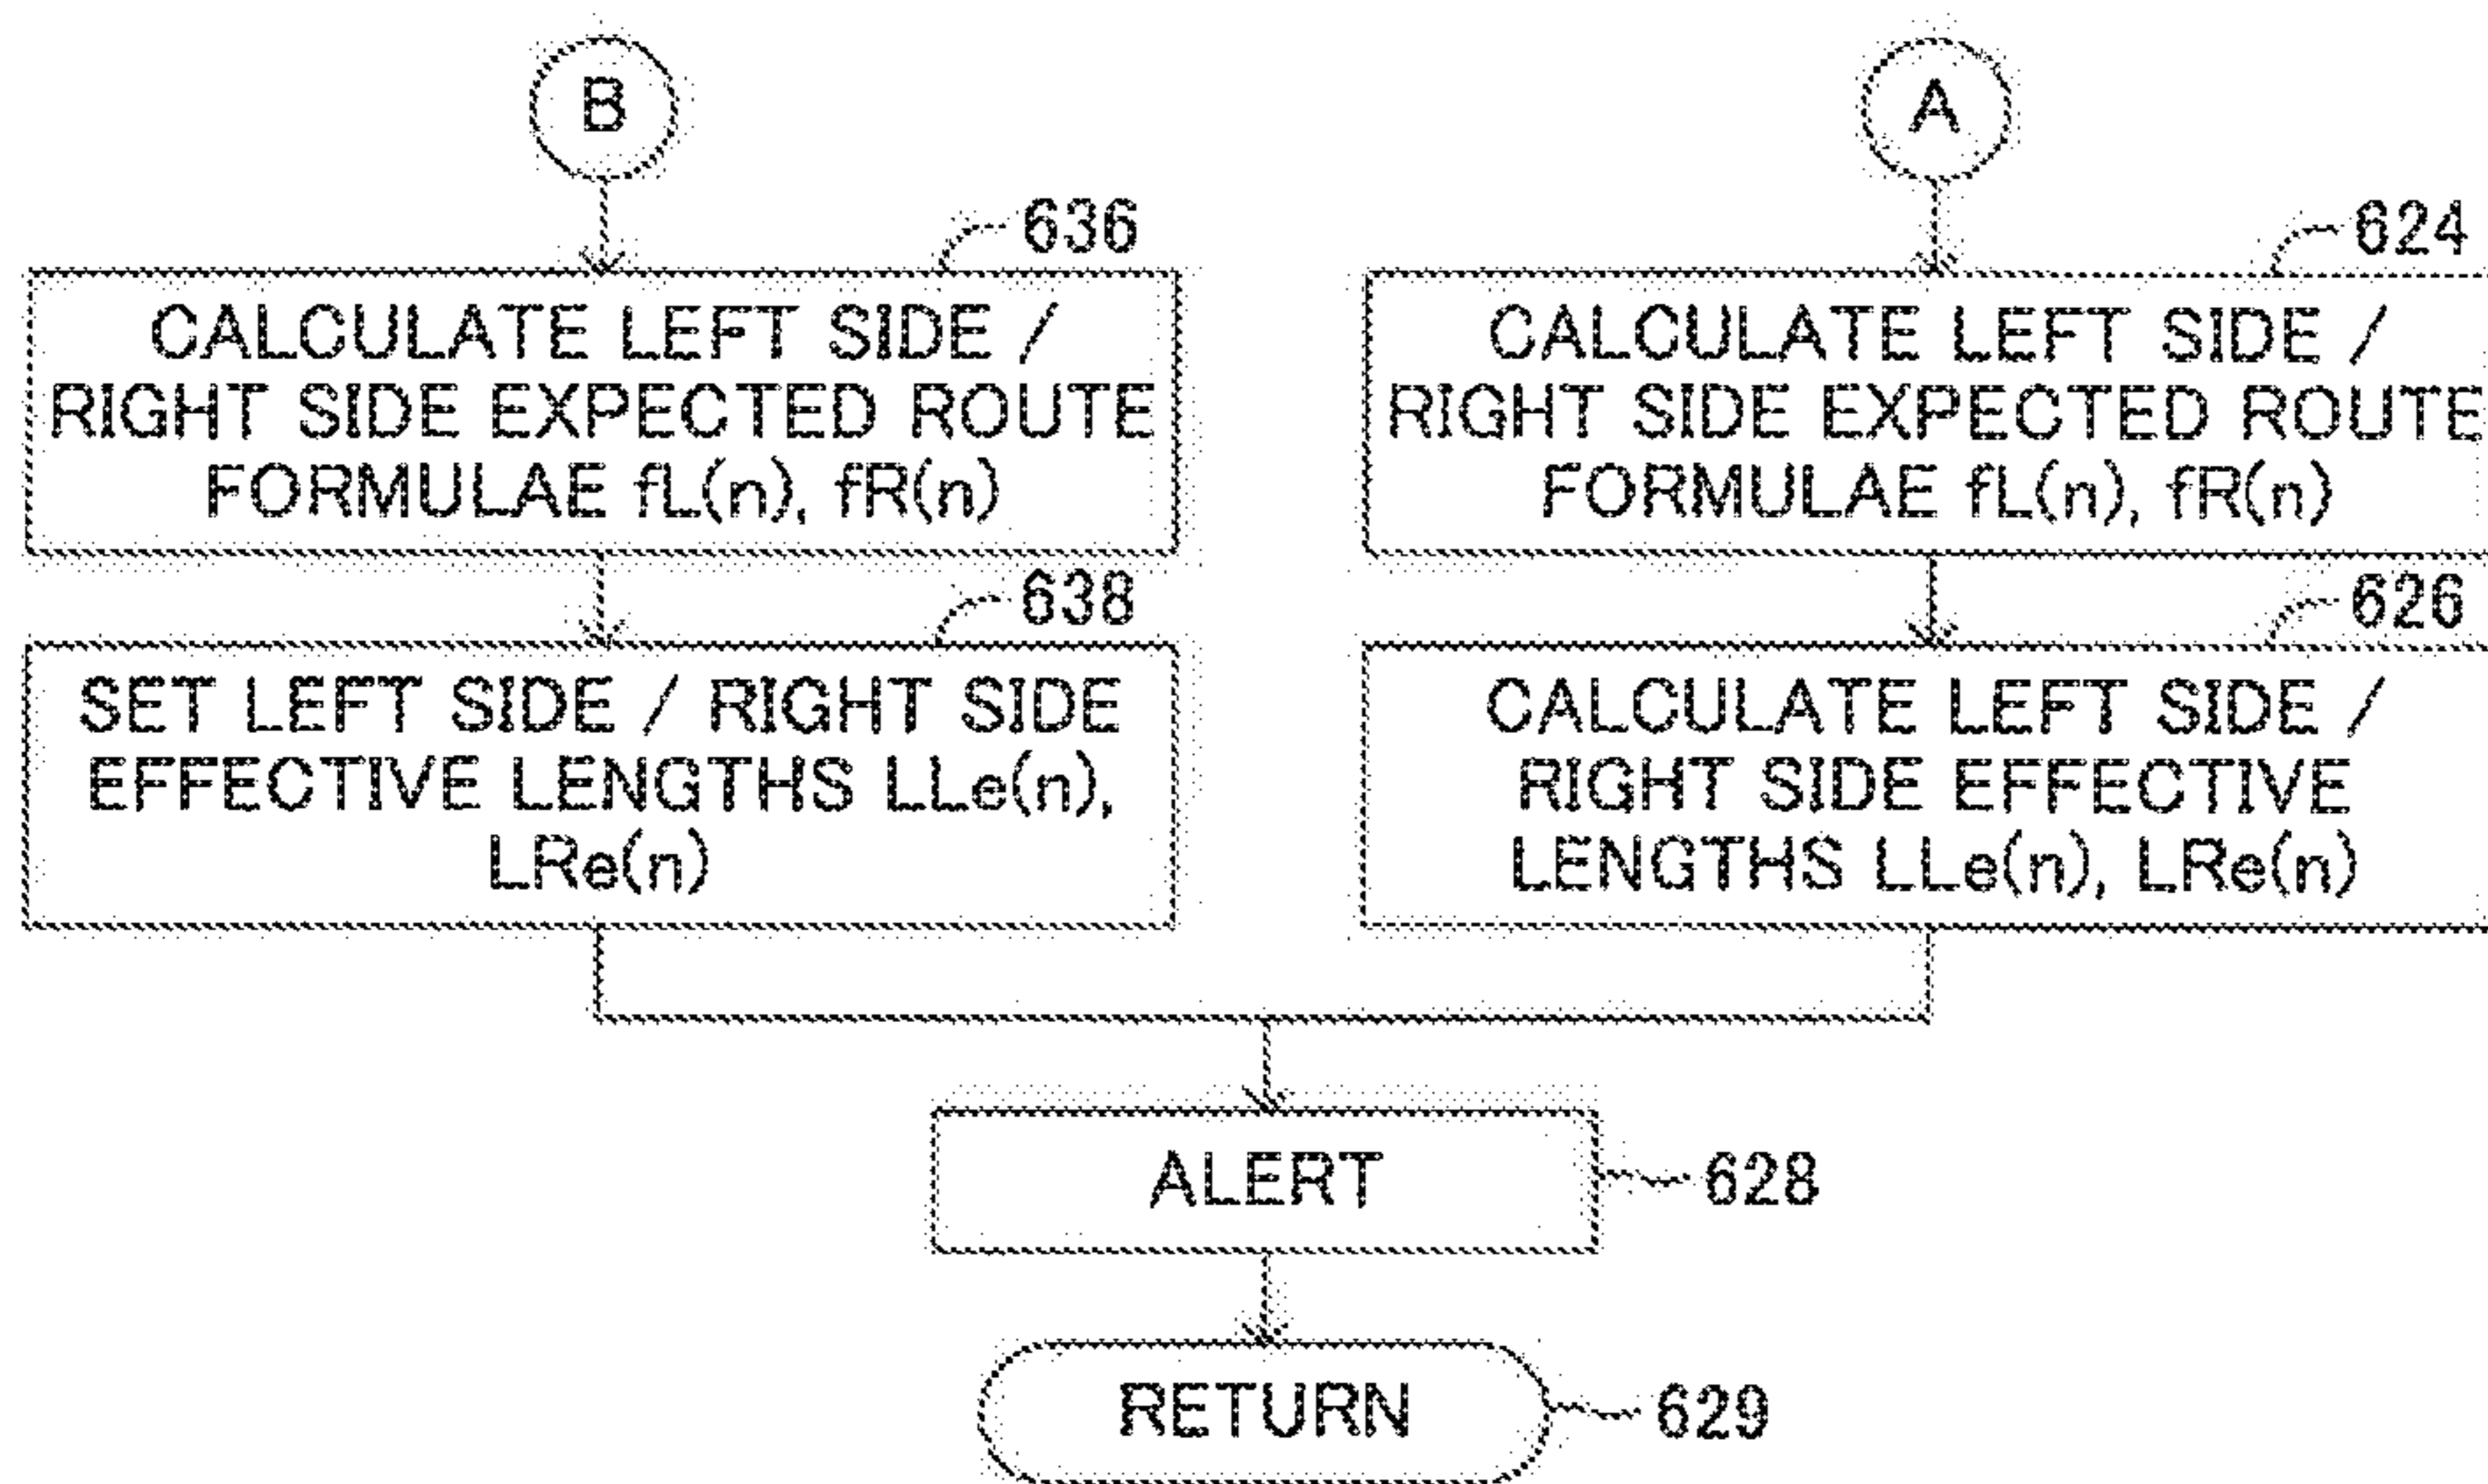 B
A
636
624
CALCULATE LEFT SIDE /
RIGHT SIDE EXPECTED ROUTE
FORMULAE fL(n), fR(n)
CALCULATE LEFT SIDE /
RIGHT SIDE EXPECTED ROUTE
FORMULAE fL(n), fR(n)
638
626
SET LEFT SIDE / RIGHT SIDE
EFFECTIVE LENGTHS LLe(n),
LRe(n)
CALCULATE LEFT SIDE /
RIGHT SIDE EFFECTIVE
LENGTHS LLe(n), LRe(n)
ALERT
628
RETURN
629